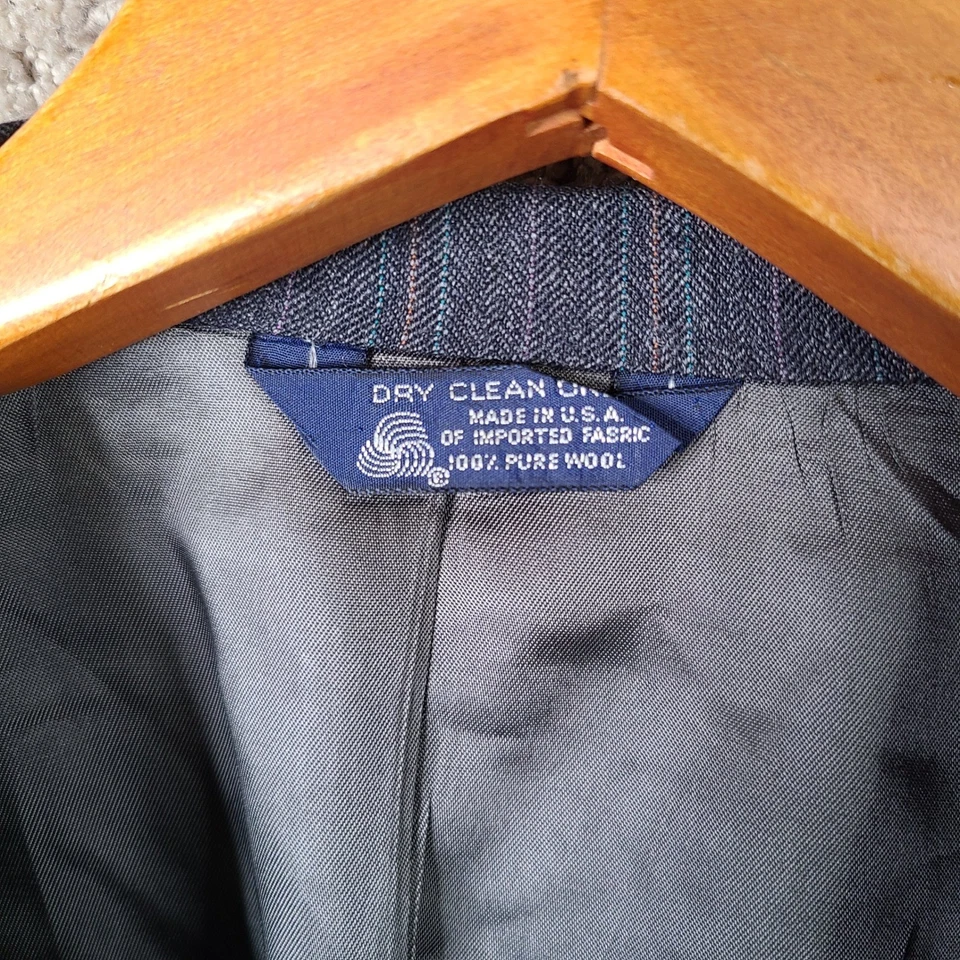 DRY CLEAN
MADE IN U.S.A.
OF IMPORTED FABRIC
100% PURE WOOL